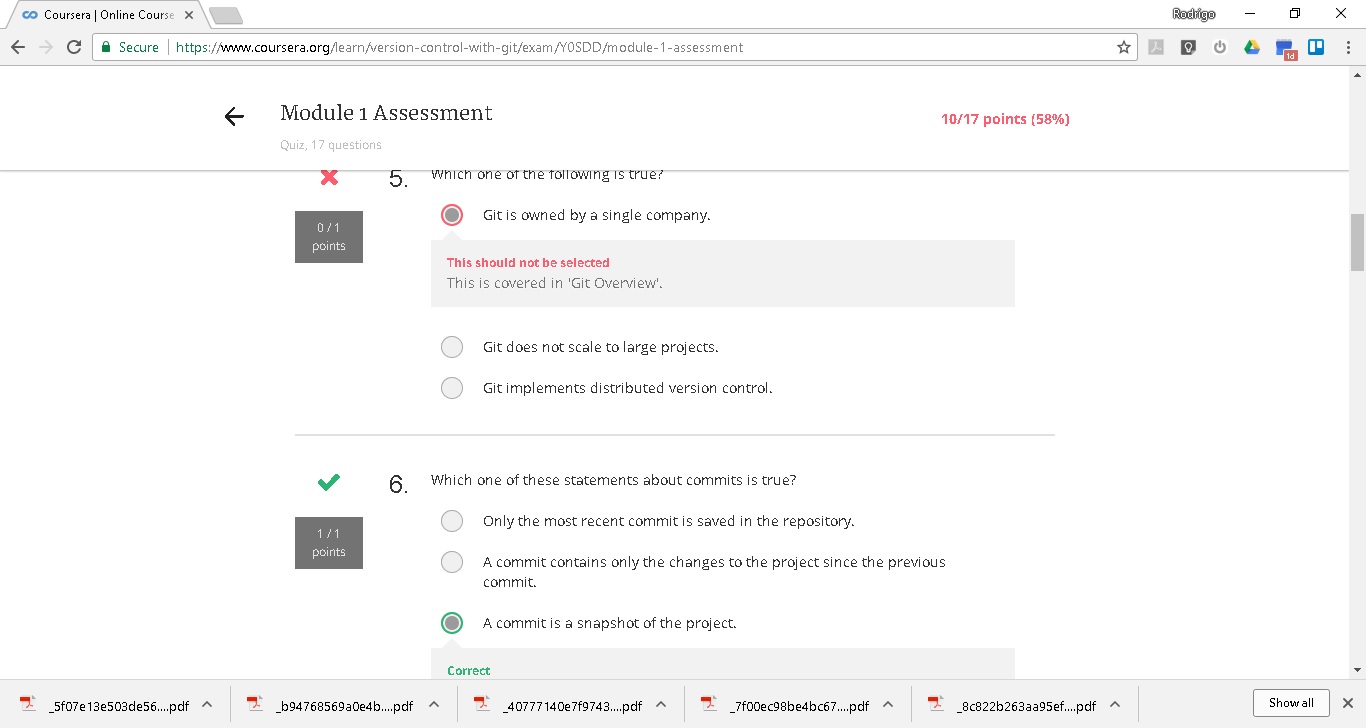 Coursera | Online Course
Rodrigo
Secure
https://www.coursera.org/learn/version-control-with-git/exam/Y0SDD/module-1-assessment
1d
Module 1 Assessment
10/17 points (58%)
Quiz, 17 questions
5. Which one of the following is true?
0 / 1
points
Git is owned by a single company.
This should not be selected
This is covered in 'Git Overview'.
Git does not scale to large projects.
Git implements distributed version control.
6. Which one of these statements about commits is true?
1 / 1
points
Only the most recent commit is saved in the repository.
A commit contains only the changes to the project since the previous
commit.
A commit is a snapshot of the project.
Correct
_5f07e13e503de56....pdf
_b94768569a0e4b....pdf
_40777140e7f9743....pdf
_7f00ec98be4bc67....pdf
_8c822b263aa95ef....pdf
Show all